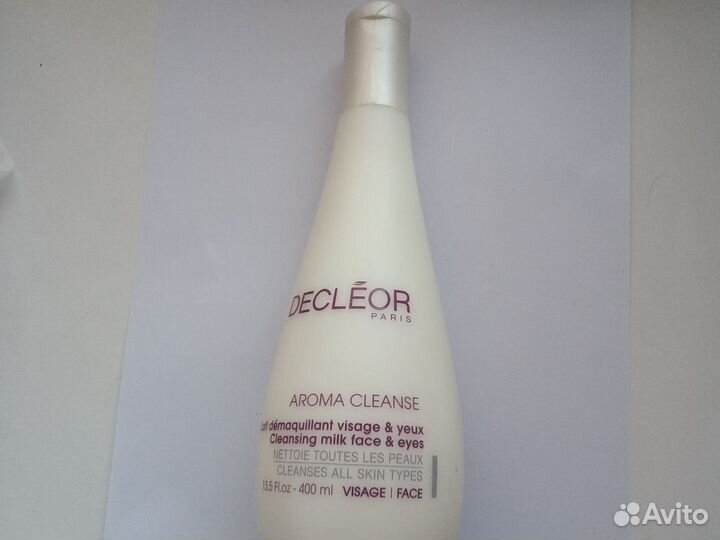 DECLÉOR
PARIS
AROMA CLEANSE
démaquillant visage & yeux
Cleansing milk face & eyes
NETTOIE TOUTES LES PEAUX
CLEANSES ALL SKIN TYPES
13.5 Fl.oz - 400 ml VISAGE | FACE
Avito